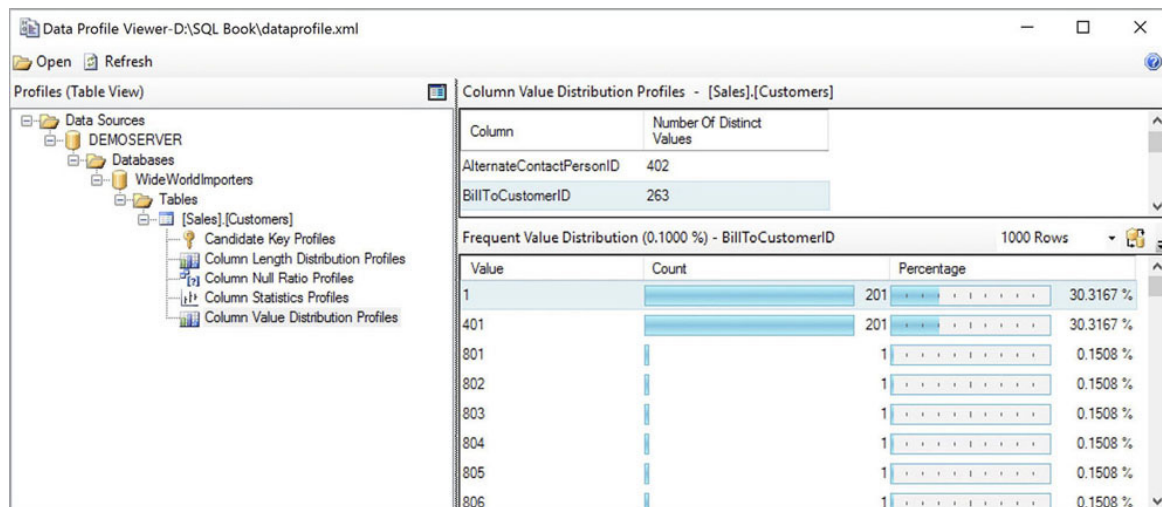 Data Profile Viewer-D:\SQL Book\dataprofile.xml
Open Refresh
Profiles (Table View)
Data Sources
DEMOSERVER
Databases
WideWorldImporters
Tables
[Sales].[Customers]
Candidate Key Profiles
Column Length Distribution Profiles
Column Null Ratio Profiles
Column Statistics Profiles
Column Value Distribution Profiles
Column Value Distribution Profiles - [Sales].[Customers]
Column Number Of Distinct
Values
AlternateContactPersonID 402
BillToCustomerID 263
Frequent Value Distribution (0.1000 %) - BillToCustomerID 1000 Rows
Value Count Percentage
1 201 30.3167 %
401 201 30.3167 %
801 1 0.1508 %
802 1 0.1508 %
803 1 0.1508 %
804 1 0.1508 %
805 1 0.1508 %
806 1 0.1508 %